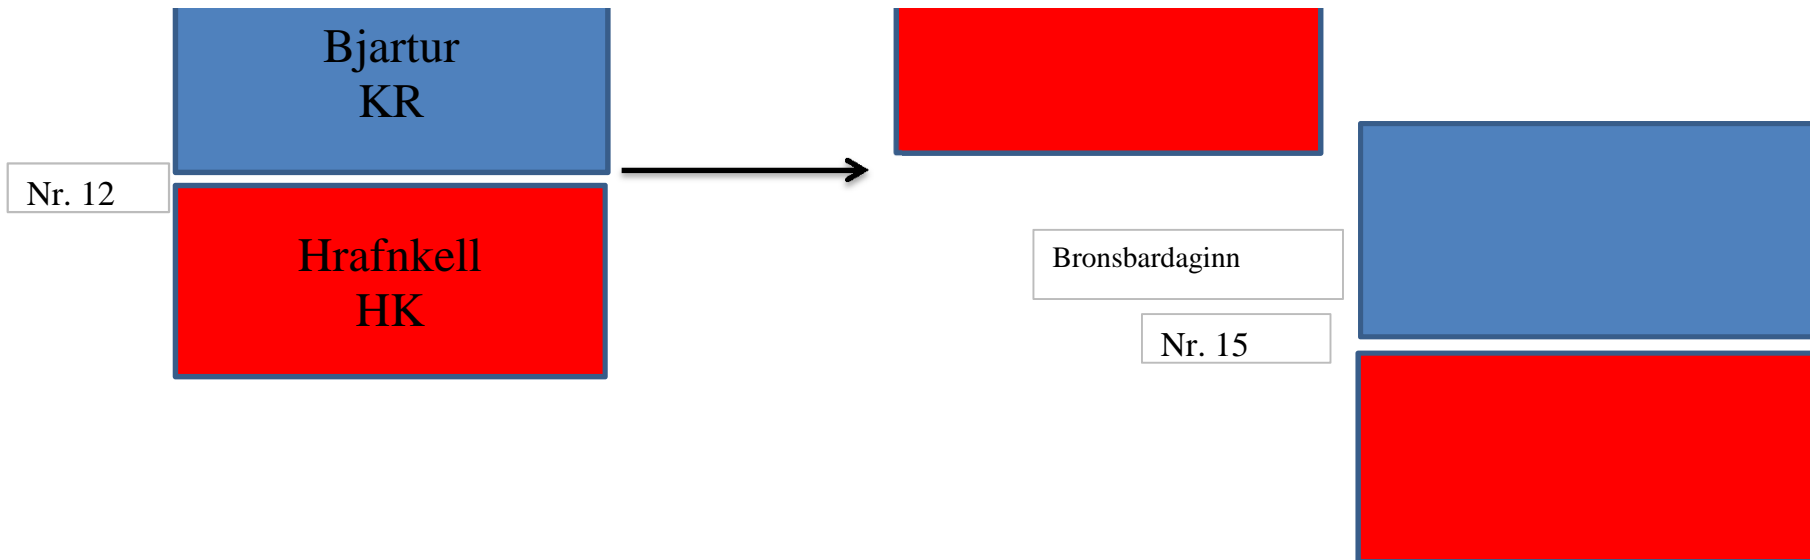 Bjartur
KR
Nr. 12
Hrafnkell
HK
Bronsbardaginn
Nr. 15